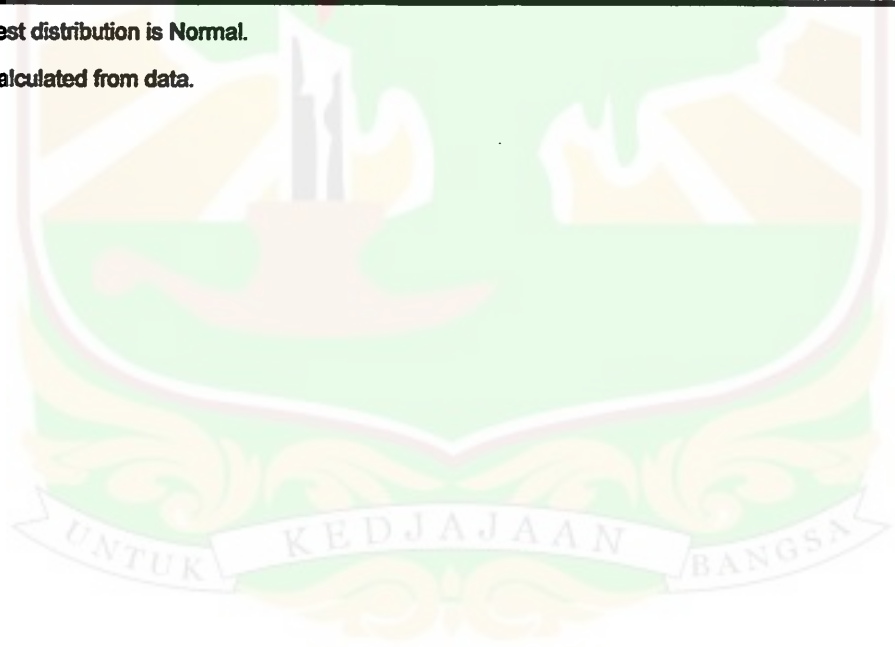 est distribution is Normal.
alculated from data.
UNTUK KEDJAJAAN BANGSA